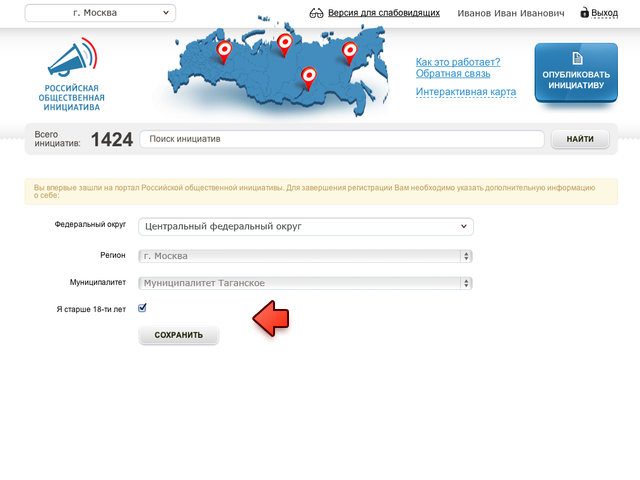 г. Москва
Версия для слабовидящих
Иванов Иван Иванович
Выход
РОССИЙСКАЯ
ОБЩЕСТВЕННАЯ
ИНИЦИАТИВА
Как это работает?
Обратная связь
Интерактивная карта
ОПУБЛИКОВАТЬ
ИНИЦИАТИВУ
Всего
инициатив:
1424
Поиск инициатив
НАЙТИ
Вы впервые зашли на портал Российской общественной инициативы. Для завершения регистрации Вам необходимо указать дополнительную информацию
о себе:
Федеральный округ
Центральный федеральный округ
Регион
г. Москва
Муниципалитет
Муниципалитет Таганское
Я старше 18-ти лет
СОХРАНИТЬ